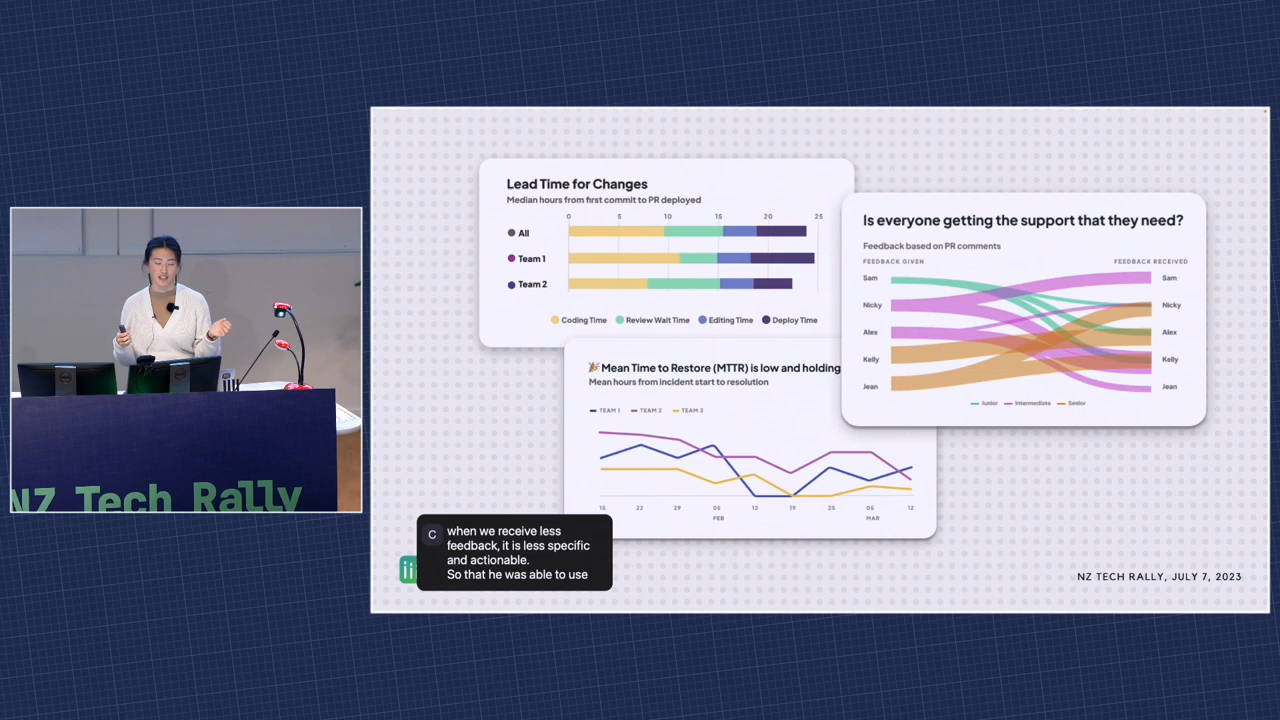 NZ Tech Rally
Lead Time for Changes
Median hours from first commit to PR deployed
0 5 10 15 20 25
All
Team 1
Team 2
Coding Time Review Wait Time Editing Time Deploy Time
Is everyone getting the support that they need?
Feedback based on PR comments
FEEDBACK GIVEN FEEDBACK RECEIVED
Sam Sam
Nicky Nicky
Alex Alex
Kelly Kelly
Jean Jean
Junior Intermediate Senior
🎉 Mean Time to Restore (MTTR) is low and holding
Mean hours from incident start to resolution
TEAM 1 TEAM 2 TEAM 3
15 22 29 05 12 19 25 05 12
FEB MAR
C
when we receive less
feedback, it is less specific
and actionable.
So that he was able to use
NZ TECH RALLY, JULY 7, 2023